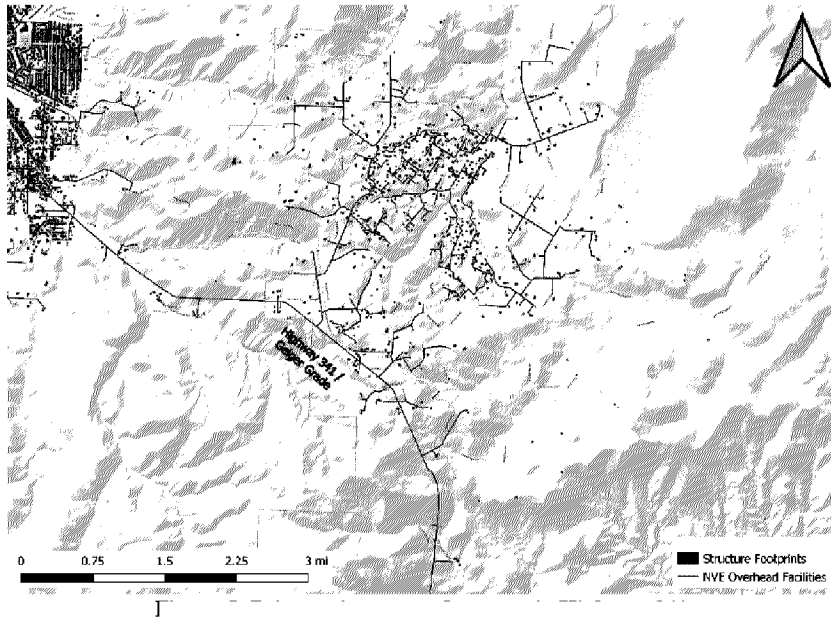 Highway 341 /
Geiger Grade
0 0.75 1.5 2.25 3 mi
Structure Footprints
NVE Overhead Facilities